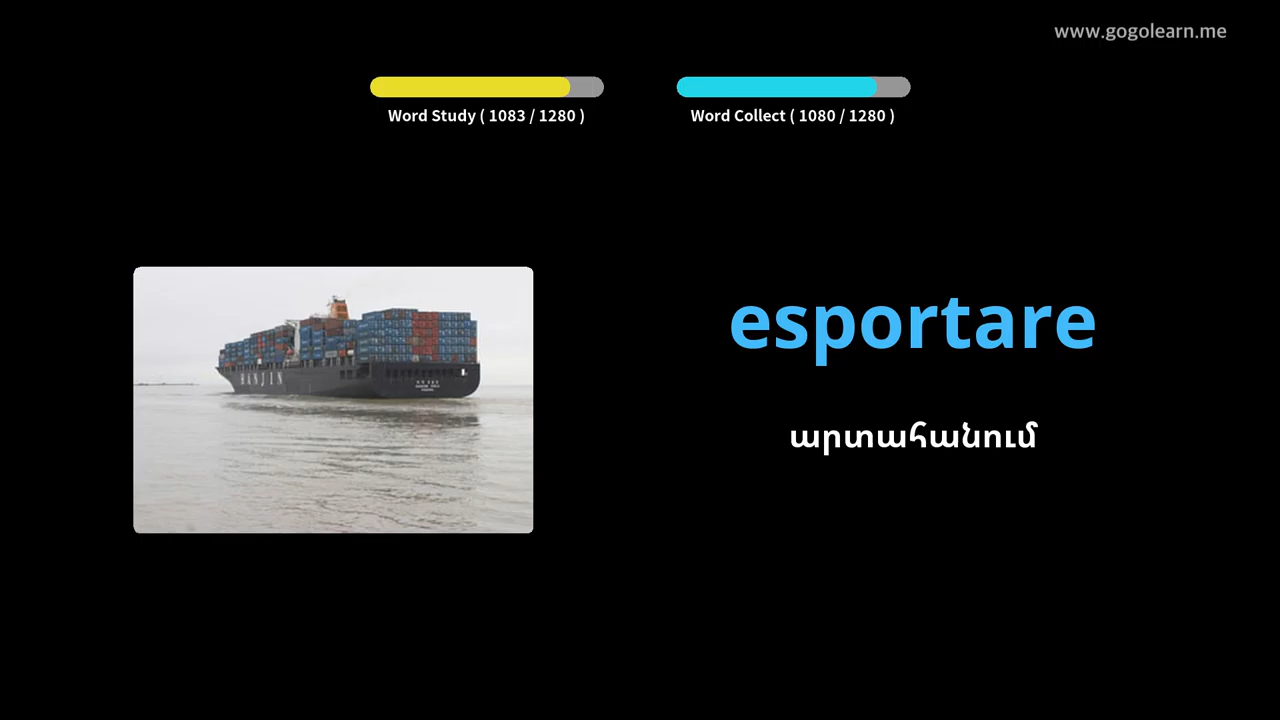 www.gogolearn.me
Word Study ( 1083 / 1280 )
Word Collect ( 1080 / 1280 )
HANJIN
esportare
արտահանում